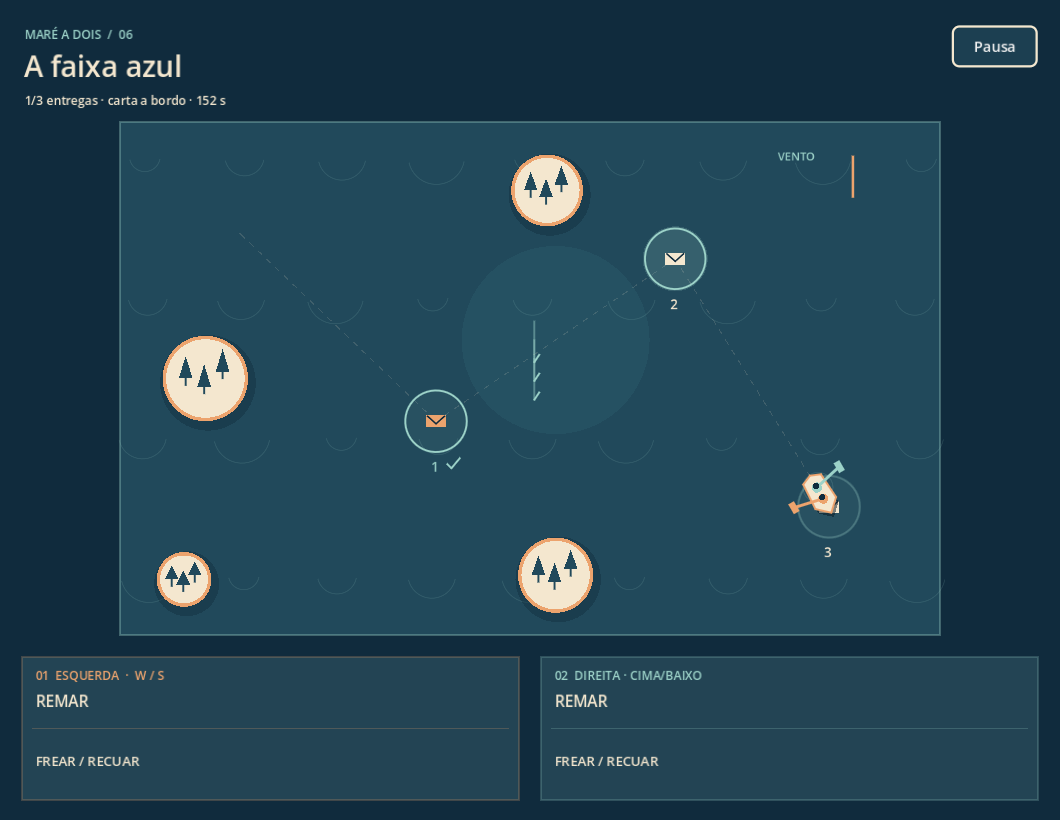 MARÉ A DOIS / 06
A faixa azul
1/3 entregas · carta a bordo · 152 s
Pausa
VENTO
2
1
3
01 ESQUERDA · W / S
REMAR
FREAR / RECUAR
02 DIREITA · CIMA/BAIXO
REMAR
FREAR / RECUAR